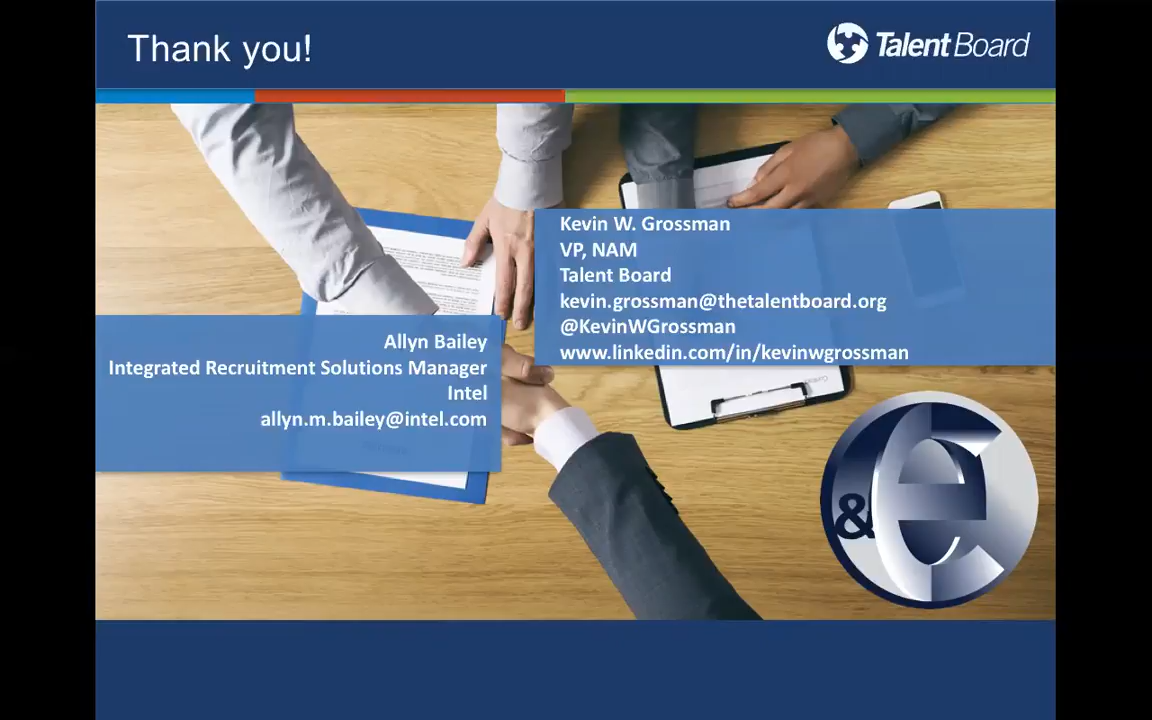 Thank you!
Talent Board
Kevin W. Grossman
VP, NAM
Talent Board
kevin.grossman@thetalentboard.org
@KevinWGrossman
www.linkedin.com/in/kevinwgrossman
Allyn Bailey
Integrated Recruitment Solutions Manager
Intel
allyn.m.bailey@intel.com
&